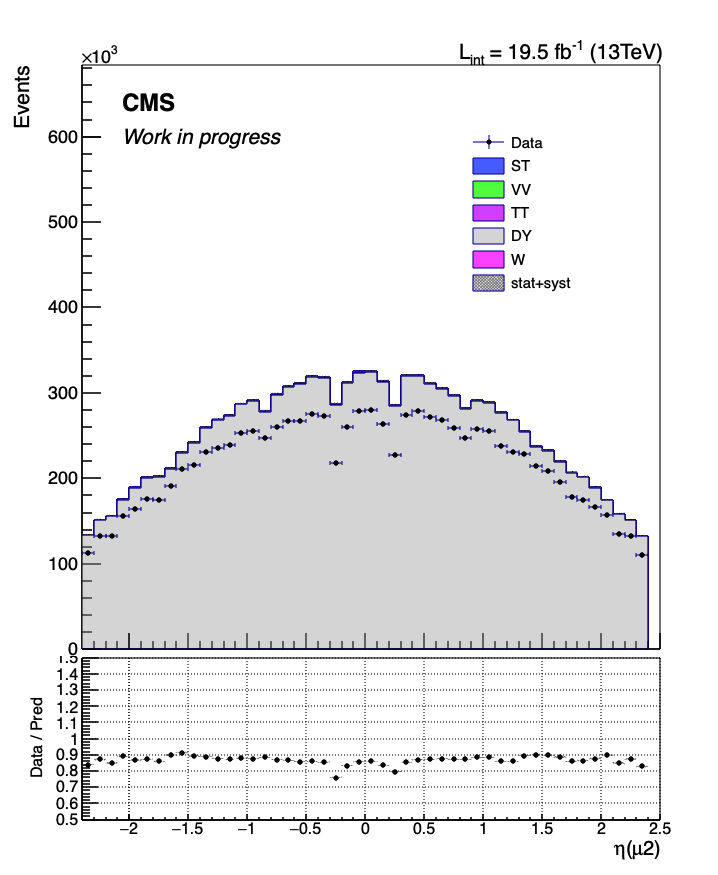 ×10³
L_int = 19.5 fb⁻¹ (13TeV)
Events
CMS
Work in progress
Data
ST
VV
TT
DY
W
stat+syst
600
500
400
300
200
100
0
1.5
1.4
1.3
1.2
1.1
1
0.9
0.8
0.7
0.6
0.5
Data / Pred
−2 −1.5 −1 −0.5 0 0.5 1 1.5 2 2.5
η(μ2)